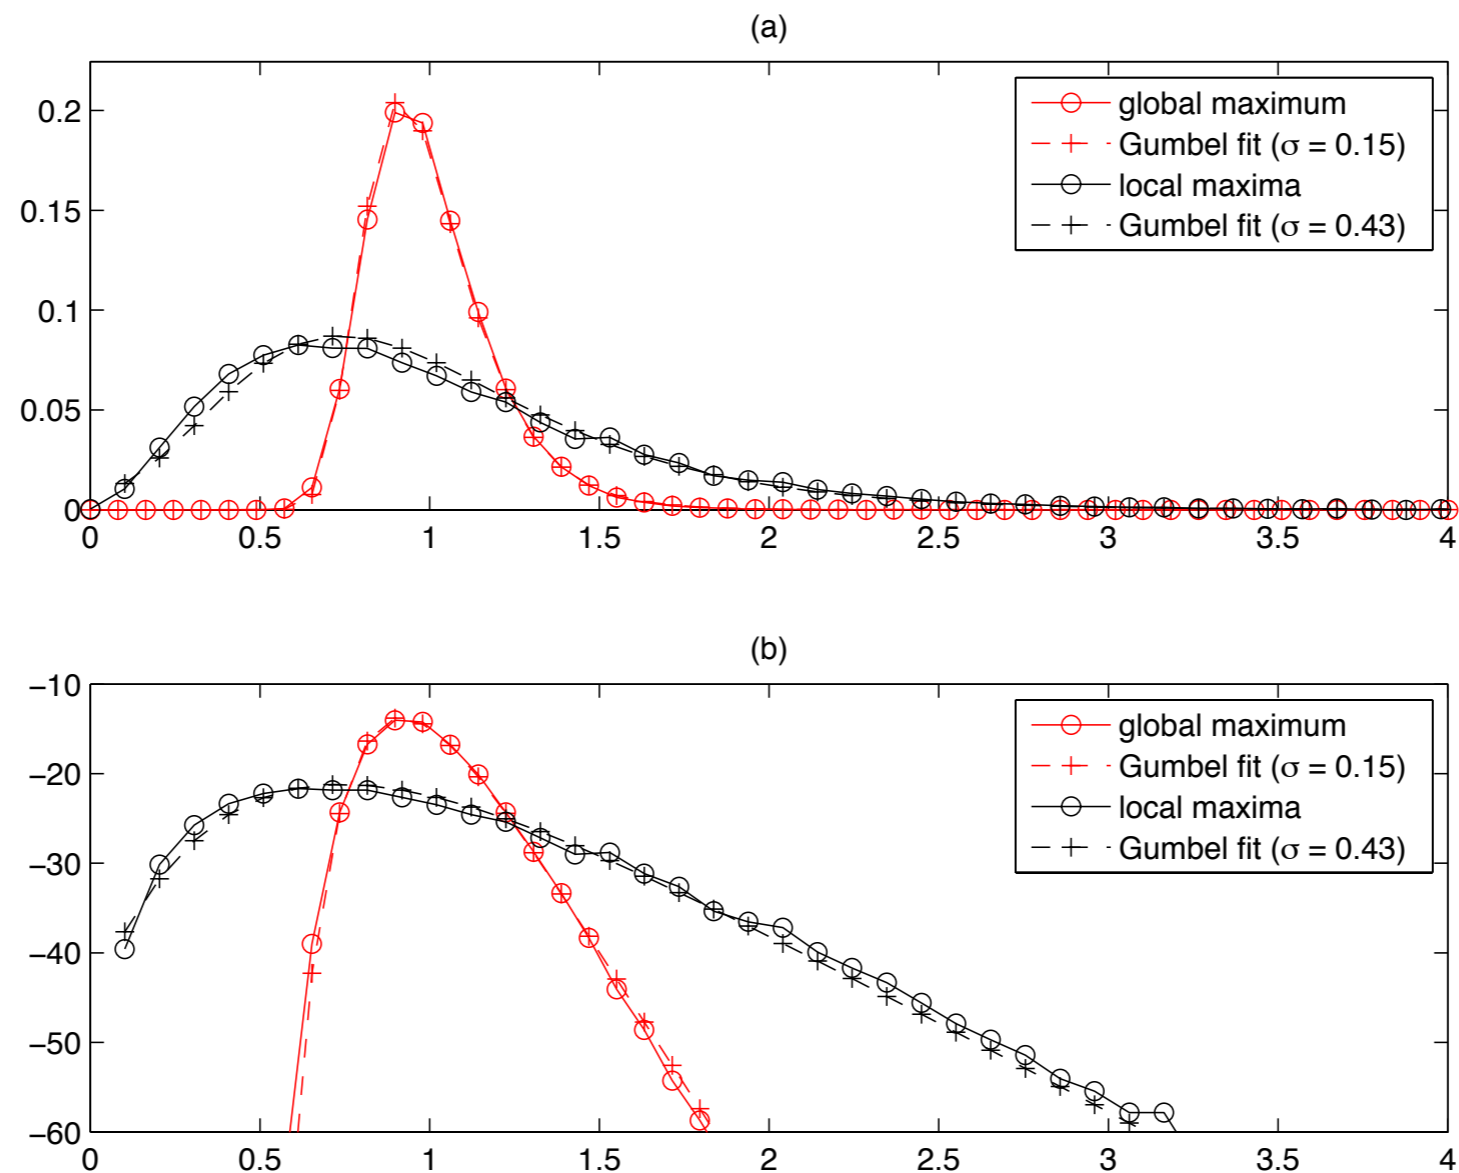 (a)
0.2
0.15
0.1
0.05
0
0 0.5 1 1.5 2 2.5 3 3.5 4
global maximum
Gumbel fit (σ = 0.15)
local maxima
Gumbel fit (σ = 0.43)
(b)
−10
−20
−30
−40
−50
−60
0 0.5 1 1.5 2 2.5 3 3.5 4
global maximum
Gumbel fit (σ = 0.15)
local maxima
Gumbel fit (σ = 0.43)